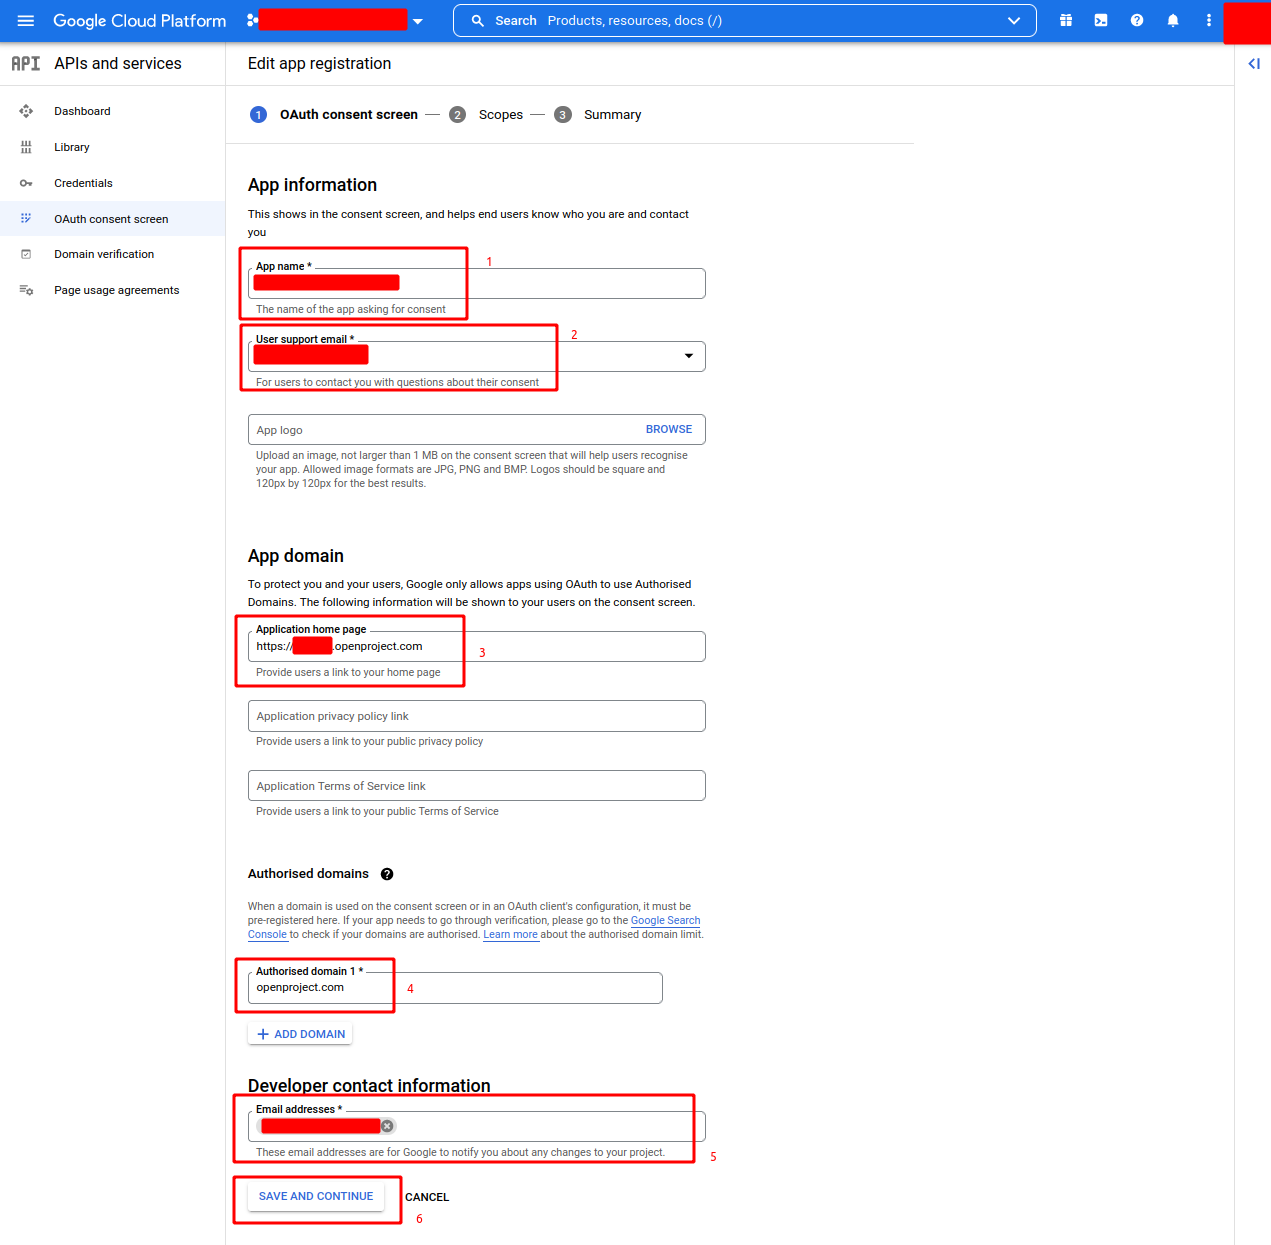 Google Cloud Platform
Search Products, resources, docs (/)
API APIs and services
Edit app registration
Dashboard
Library
Credentials
OAuth consent screen
Domain verification
Page usage agreements
1 OAuth consent screen 2 Scopes 3 Summary
App information
This shows in the consent screen, and helps end users know who you are and contact
you
App name *
1
The name of the app asking for consent
User support email *
2
For users to contact you with questions about their consent
App logo BROWSE
Upload an image, not larger than 1 MB on the consent screen that will help users recognise
your app. Allowed image formats are JPG, PNG and BMP. Logos should be square and
120px by 120px for the best results.
App domain
To protect you and your users, Google only allows apps using OAuth to use Authorised
Domains. The following information will be shown to your users on the consent screen.
Application home page
https:// .openproject.com
3
Provide users a link to your home page
Application privacy policy link
Provide users a link to your public privacy policy
Application Terms of Service link
Provide users a link to your public Terms of Service
Authorised domains ?
When a domain is used on the consent screen or in an OAuth client's configuration, it must be
pre-registered here. If your app needs to go through verification, please go to the Google Search
Console to check if your domains are authorised. Learn more about the authorised domain limit.
Authorised domain 1 *
openproject.com
4
+ ADD DOMAIN
Developer contact information
Email addresses *
These email addresses are for Google to notify you about any changes to your project.
5
SAVE AND CONTINUE CANCEL
6